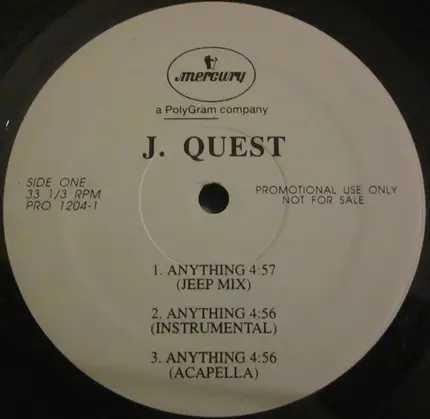 mercury
a PolyGram company
J. QUEST
SIDE ONE
33 1/3 RPM
PRO 1204-1
PROMOTIONAL USE ONLY
NOT FOR SALE
1. ANYTHING 4:57
(JEEP MIX)
2. ANYTHING 4:56
(INSTRUMENTAL)
3. ANYTHING 4:56
(ACAPELLA)